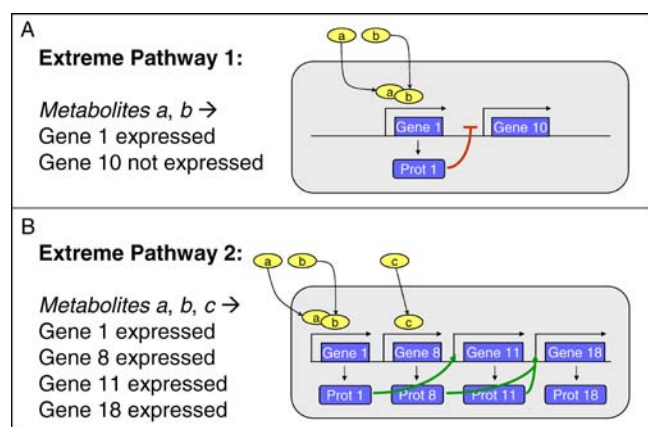 A
Extreme Pathway 1:
Metabolites a, b →
Gene 1 expressed
Gene 10 not expressed
a b
a b
Gene 1 Gene 10
Prot 1
B
Extreme Pathway 2:
Metabolites a, b, c →
Gene 1 expressed
Gene 8 expressed
Gene 11 expressed
Gene 18 expressed
a b c
a b c
Gene 1 Gene 8 Gene 11 Gene 18
Prot 1 Prot 8 Prot 11 Prot 18